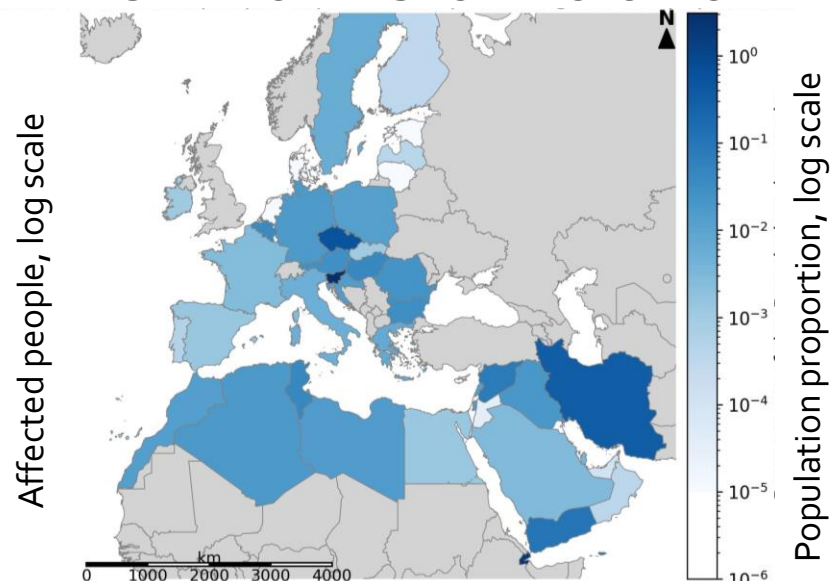 Affected people, log scale
N
km
0 1000 2000 3000 4000
10⁰
10⁻¹
10⁻²
10⁻³
10⁻⁴
10⁻⁵
10⁻⁶
Population proportion, log scale